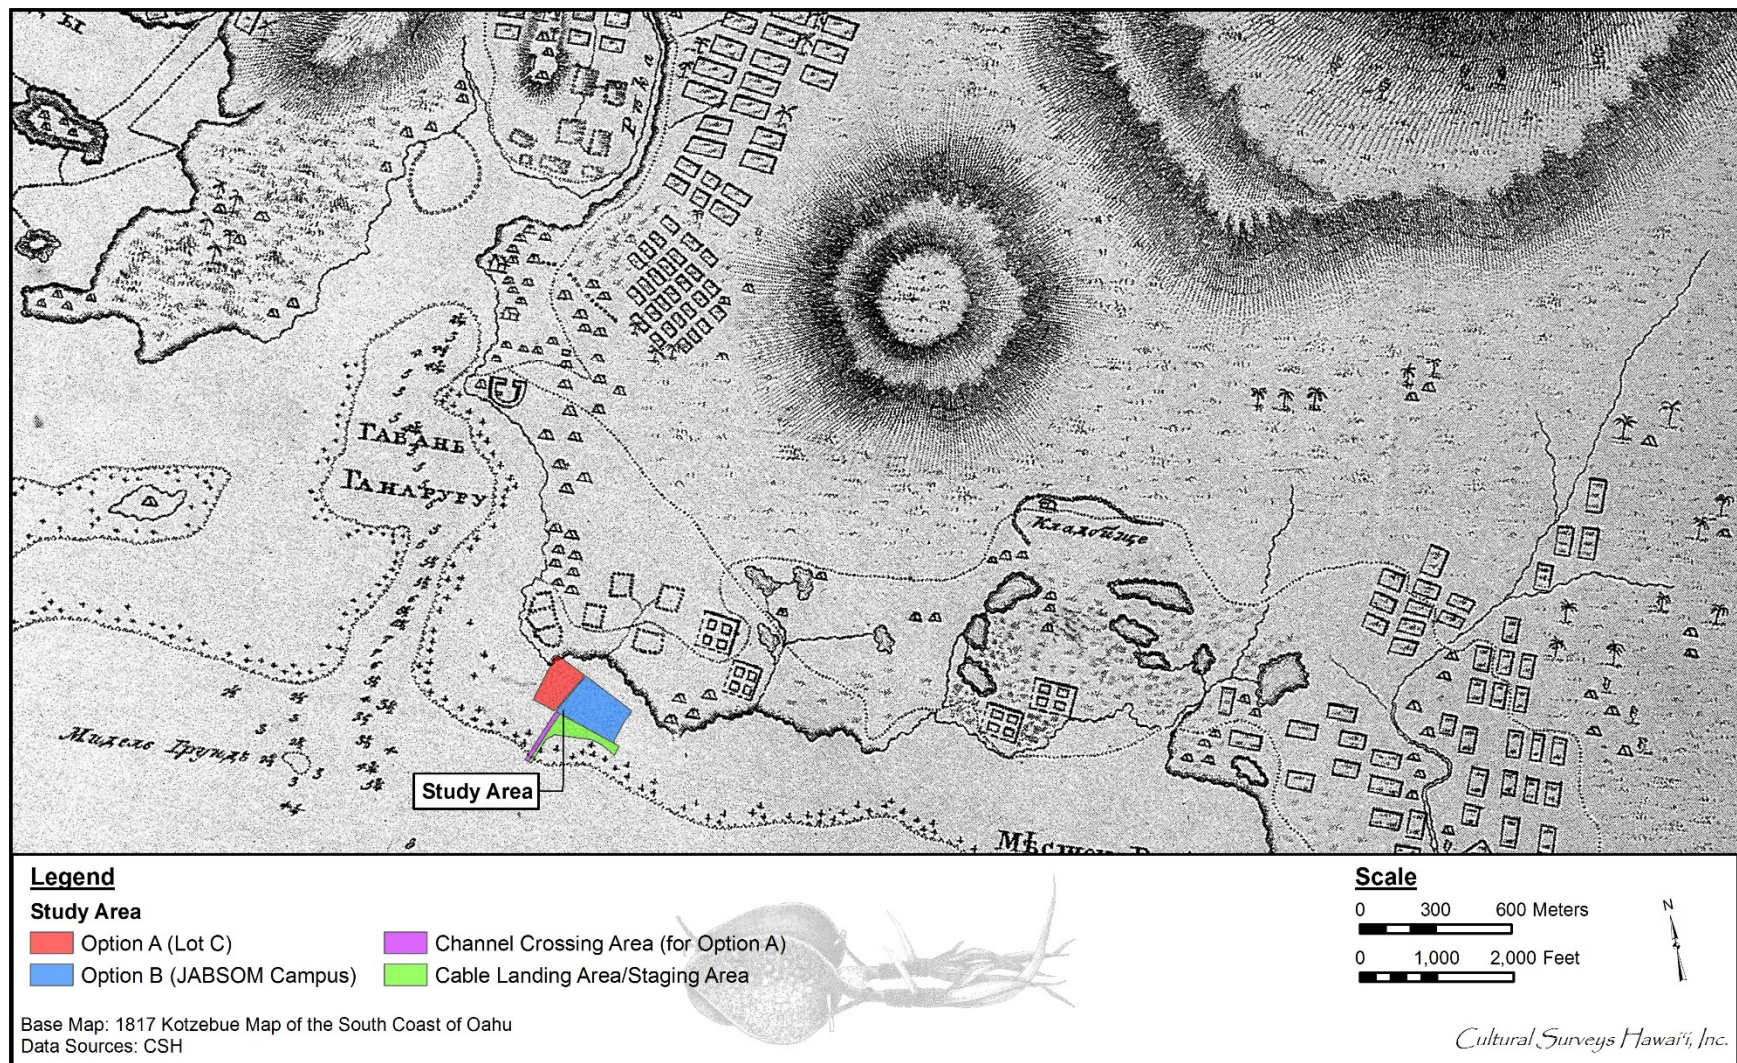 Рѣка
ГАВАНЬ
ГАНАРУРУ
Кладбище
Мидель Грундъ
Study Area
Legend
Study Area
Option A (Lot C)
Option B (JABSOM Campus)
Channel Crossing Area (for Option A)
Cable Landing Area/Staging Area
Base Map: 1817 Kotzebue Map of the South Coast of Oahu
Data Sources: CSH
Scale
0 300 600 Meters
0 1,000 2,000 Feet
N
Cultural Surveys Hawai‘i, Inc.